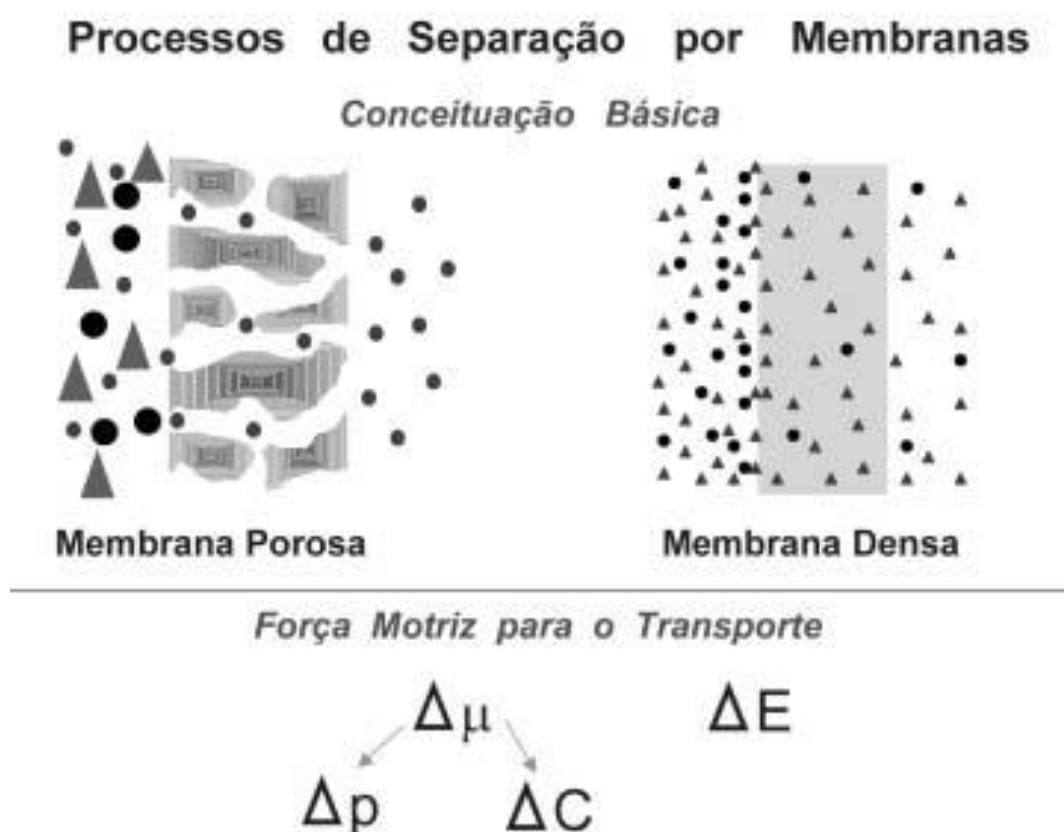 Processos de Separação por Membranas
Conceituação Básica
Membrana Porosa
Membrana Densa
Força Motriz para o Transporte
Δμ
ΔE
Δp
ΔC